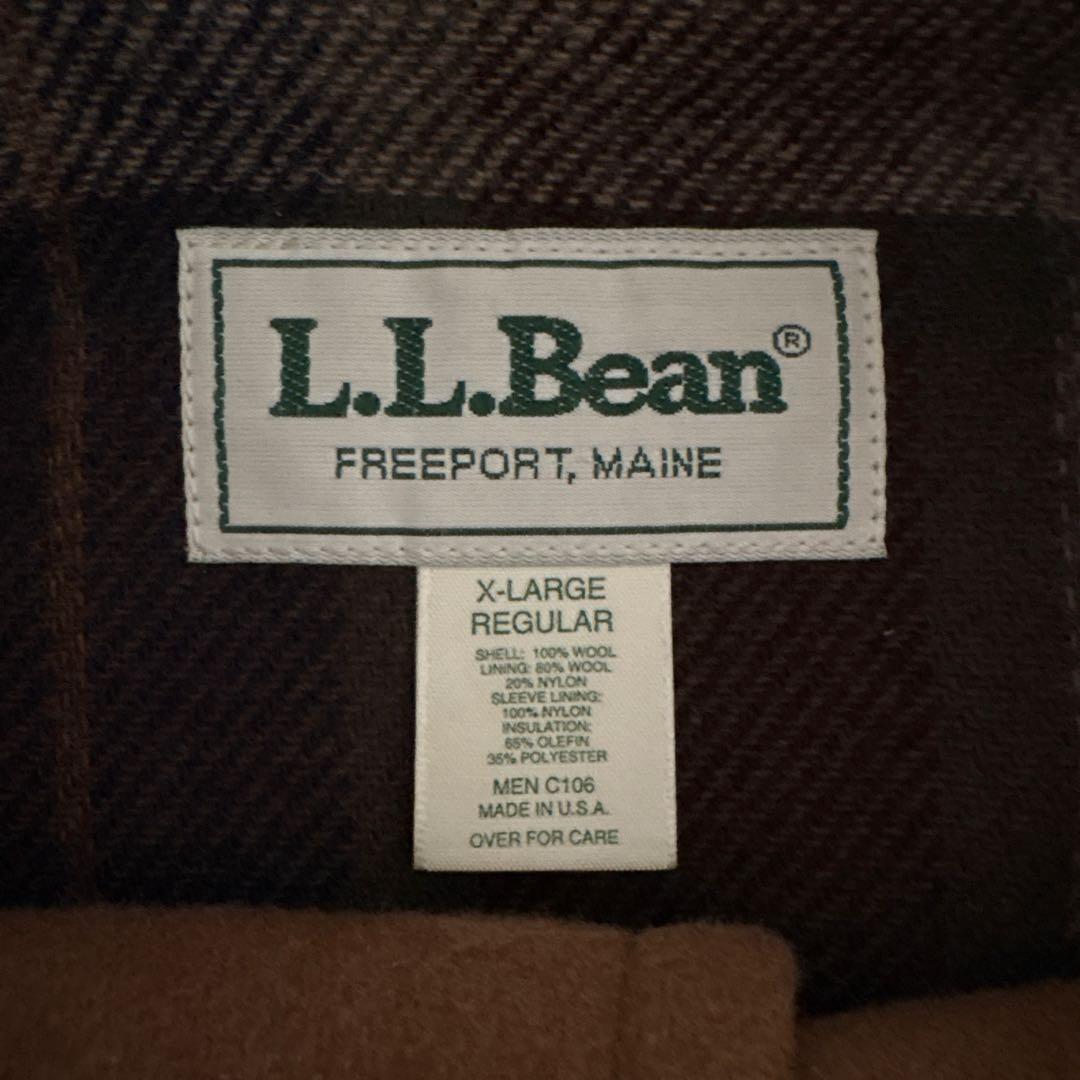 L.L.Bean®
FREEPORT, MAINE
X-LARGE
REGULAR
SHELL: 100% WOOL
LINING: 80% WOOL
20% NYLON
SLEEVE LINING:
100% NYLON
INSULATION:
65% OLEFIN
35% POLYESTER
MEN C106
MADE IN U.S.A.
OVER FOR CARE